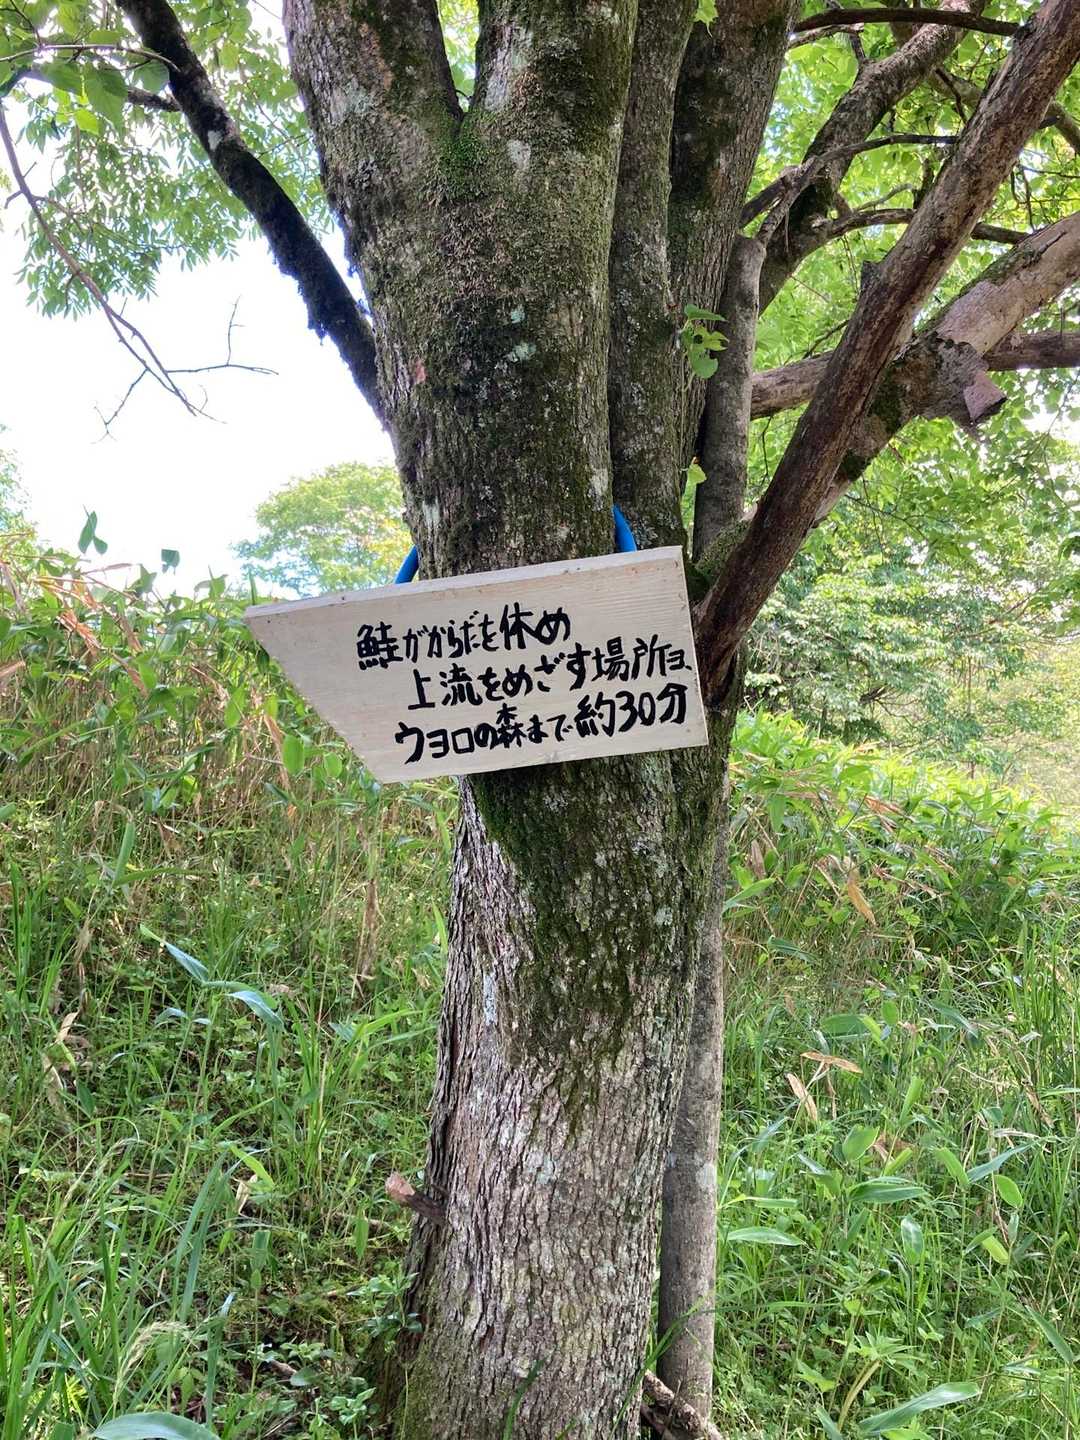 鮭がからだを休め
上流をめざす場所ヨ、
ウヨロの森まで約30分